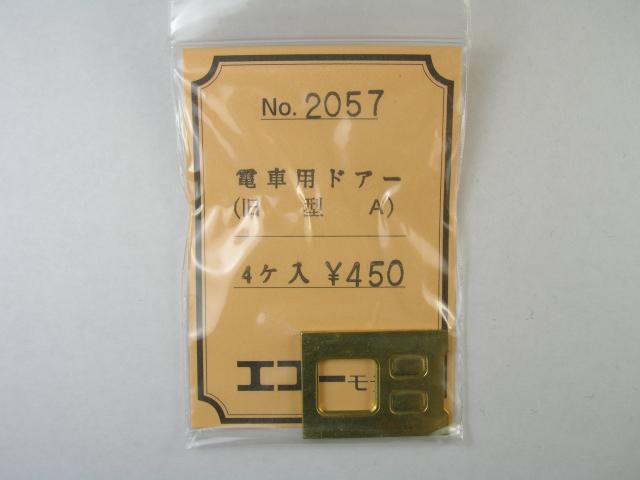 No. 2057
電車用ドアー
(旧型 A)
4ケ入 ¥450
エコーモ